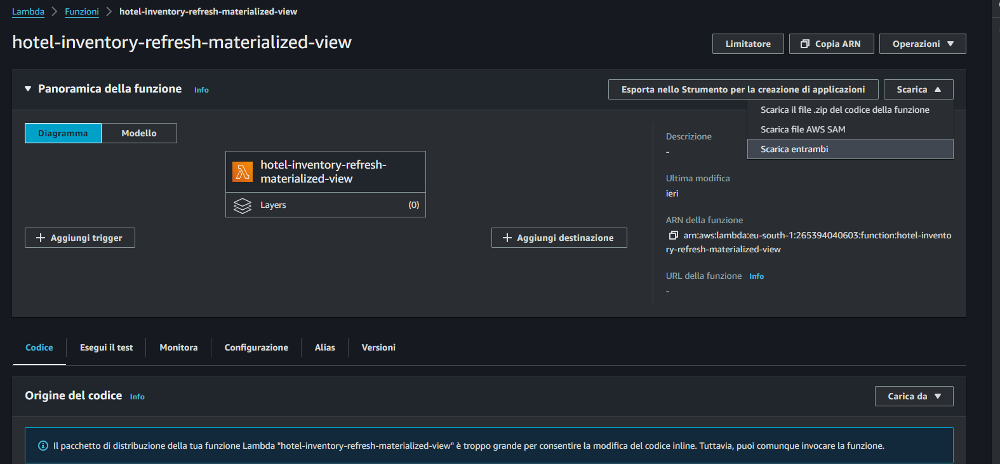 Lambda > Funzioni > hotel-inventory-refresh-materialized-view
hotel-inventory-refresh-materialized-view
Limitatore
Copia ARN
Operazioni
Panoramica della funzione Info
Esporta nello Strumento per la creazione di applicazioni
Scarica
Scarica il file .zip del codice della funzione
Scarica file AWS SAM
Scarica entrambi
Diagramma
Modello
hotel-inventory-refresh-
materialized-view
Layers (0)
Aggiungi trigger
Aggiungi destinazione
Descrizione
-
Ultima modifica
ieri
ARN della funzione
arn:aws:lambda:eu-south-1:265394040603:function:hotel-invento
ry-refresh-materialized-view
URL della funzione Info
-
Codice
Esegui il test
Monitora
Configurazione
Alias
Versioni
Origine del codice Info
Carica da
Il pacchetto di distribuzione della tua funzione Lambda "hotel-inventory-refresh-materialized-view" è troppo grande per consentire la modifica del codice inline. Tuttavia, puoi comunque invocare la funzione.